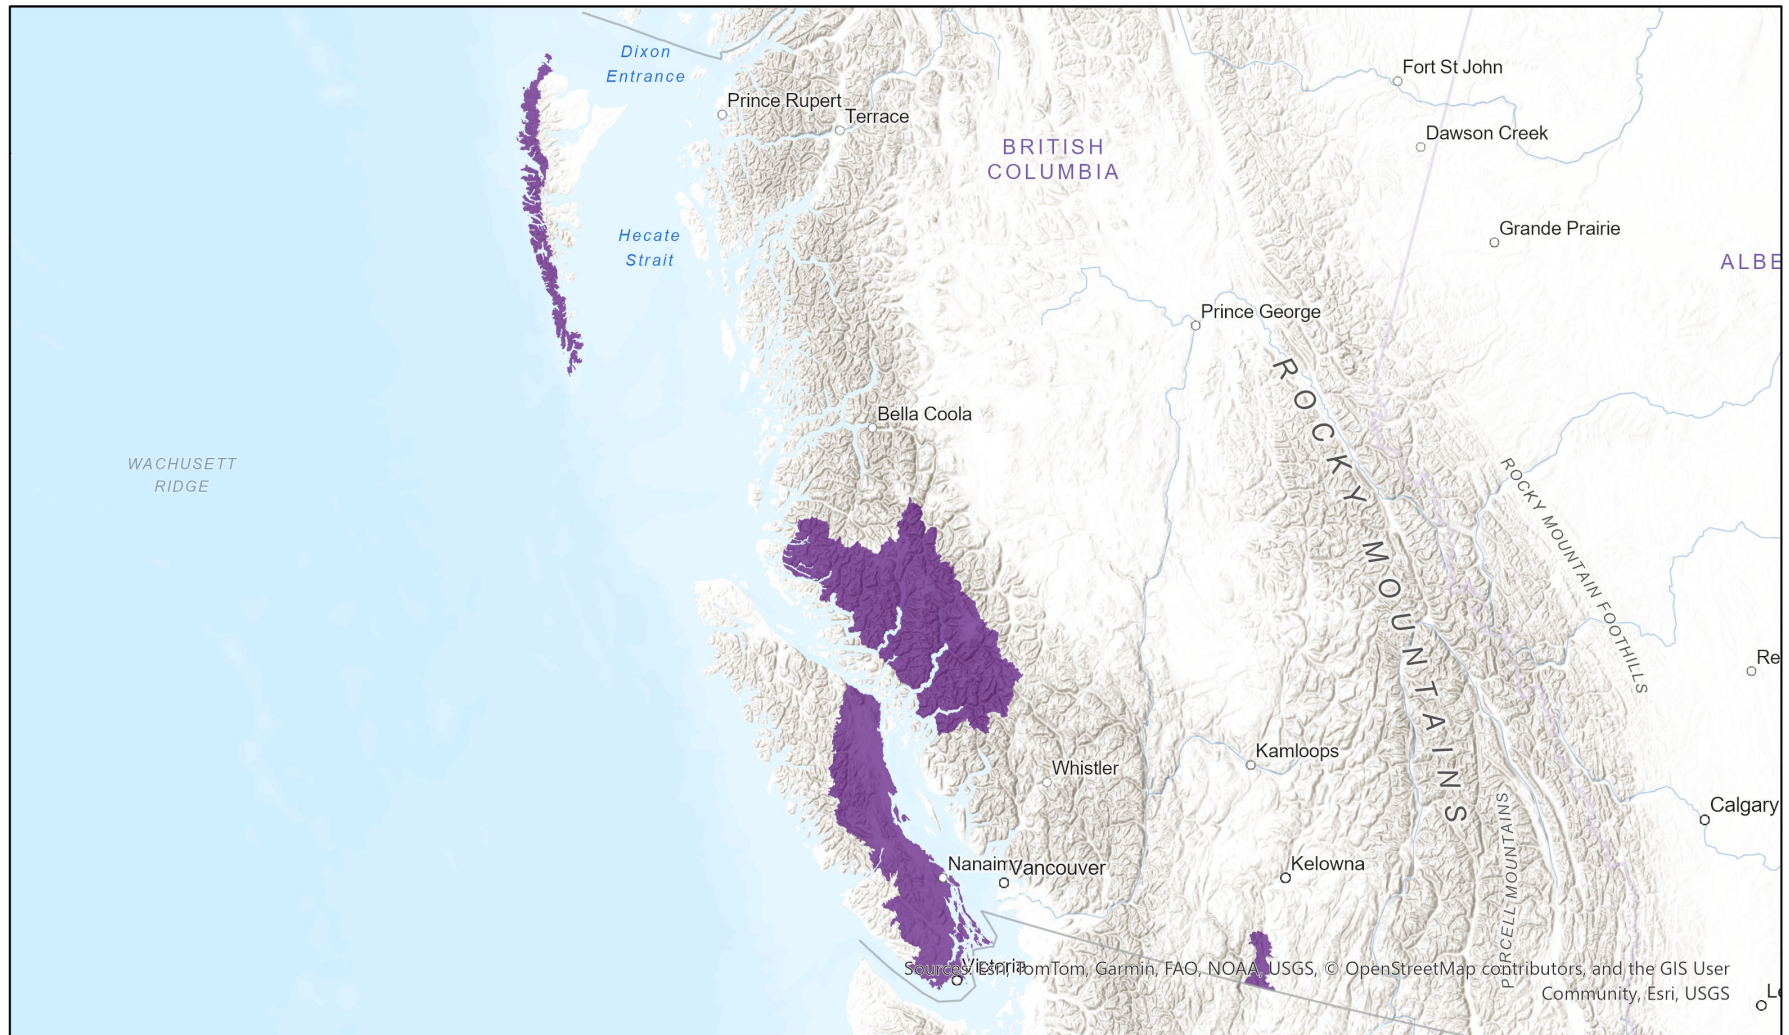 Dixon
Entrance
Fort St John
Prince Rupert
Terrace
Dawson Creek
BRITISH
COLUMBIA
Grande Prairie
Hecate
Strait
ALBE
Prince George
ROCKY MOUNTAINS
Bella Coola
WACHUSETT
RIDGE
ROCKY MOUNTAIN FOOTHILLS
Re
Kamloops
Whistler
PURCELL MOUNTAINS
Calgary
Nanaim
Vancouver
Kelowna
Victoria
Sources: Esri, TomTom, Garmin, FAO, NOAA, USGS, © OpenStreetMap contributors, and the GIS User
Community, Esri, USGS
Le